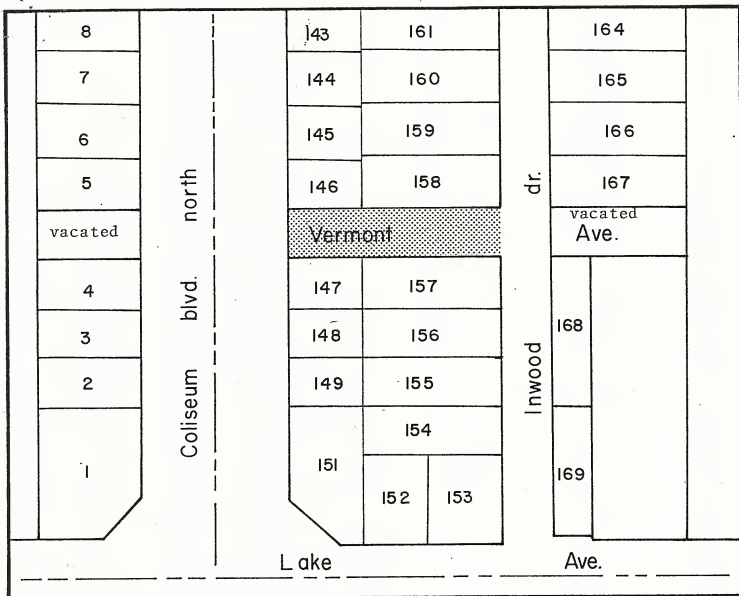 8 143 161 164
7 144 160 165
6 145 159 166
5 146 158 167
Coliseum blvd. north
Inwood dr.
vacated Vermont vacated
Ave.
4 147 157
3 148 156 168
2 149 155
154
1 151 152 153 169
Lake Ave.